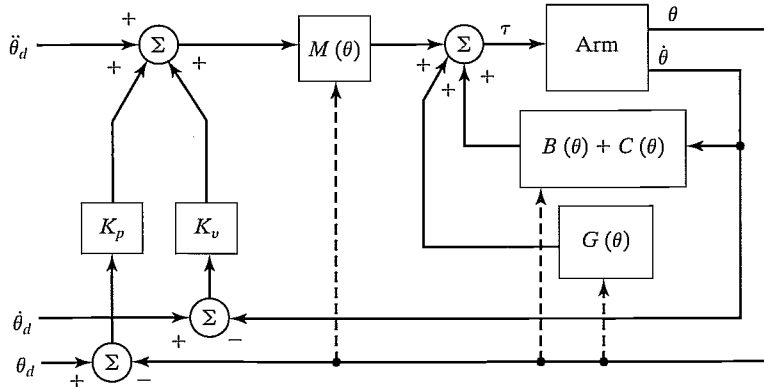 +
θ̈_d
+
Σ
+
+
M (θ)
+
Σ
+
+
τ
Arm
θ
θ̇
B (θ) + C (θ)
K_p
K_v
G (θ)
θ̇_d
+
Σ
−
θ_d
+
Σ
−